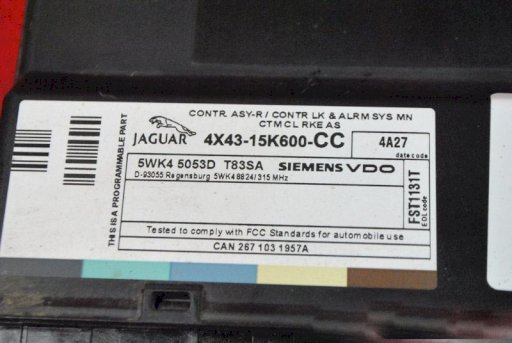 CONTR. ASY-R / CONTR LK & ALRM SYS MN
CTM CL RKE AS
JAGUAR 4X43-15K600-CC 4A27
date code
5WK4 5053D T83SA SIEMENS VDO
D-93055 Regensburg 5WK4 8824/ 315 MHz
Tested to comply with FCC Standards for automobile use
CAN 267 103 1957A
THIS IS A PROGRAMMABLE PART
FST1131T
EOL code